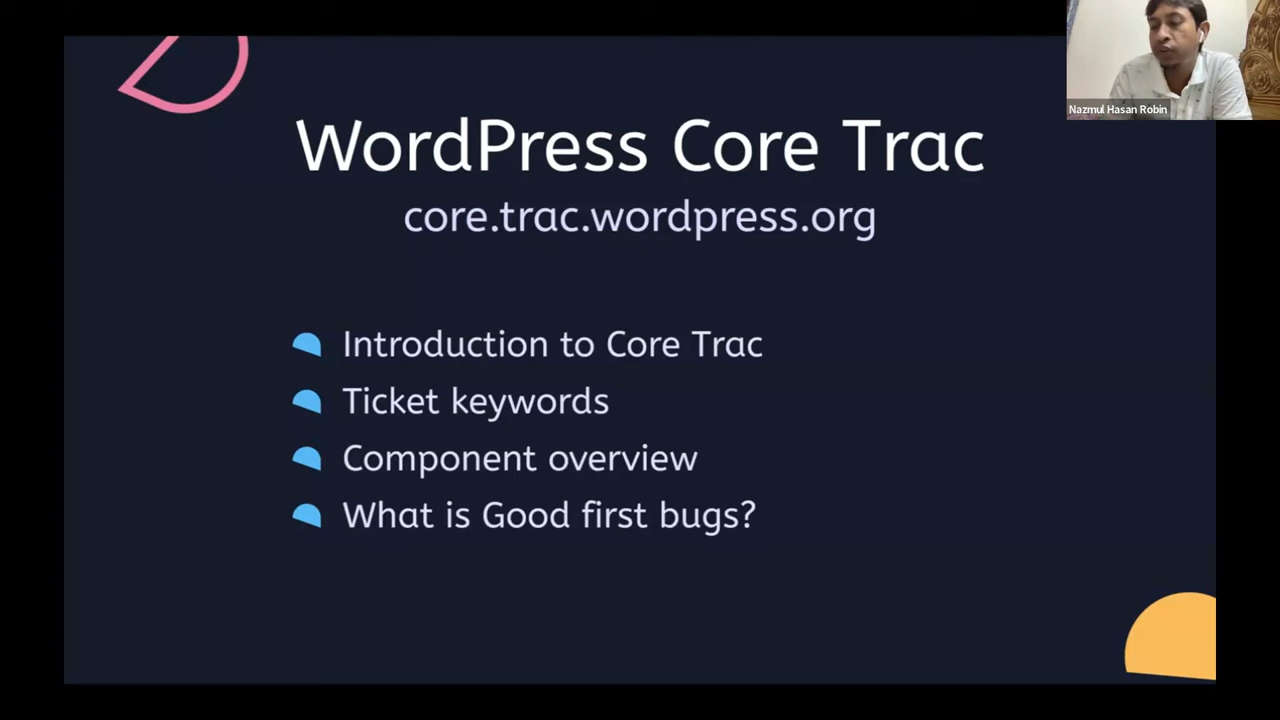 WordPress Core Trac
core.trac.wordpress.org
Introduction to Core Trac
Ticket keywords
Component overview
What is Good first bugs?
Nazmul Hasan Robin